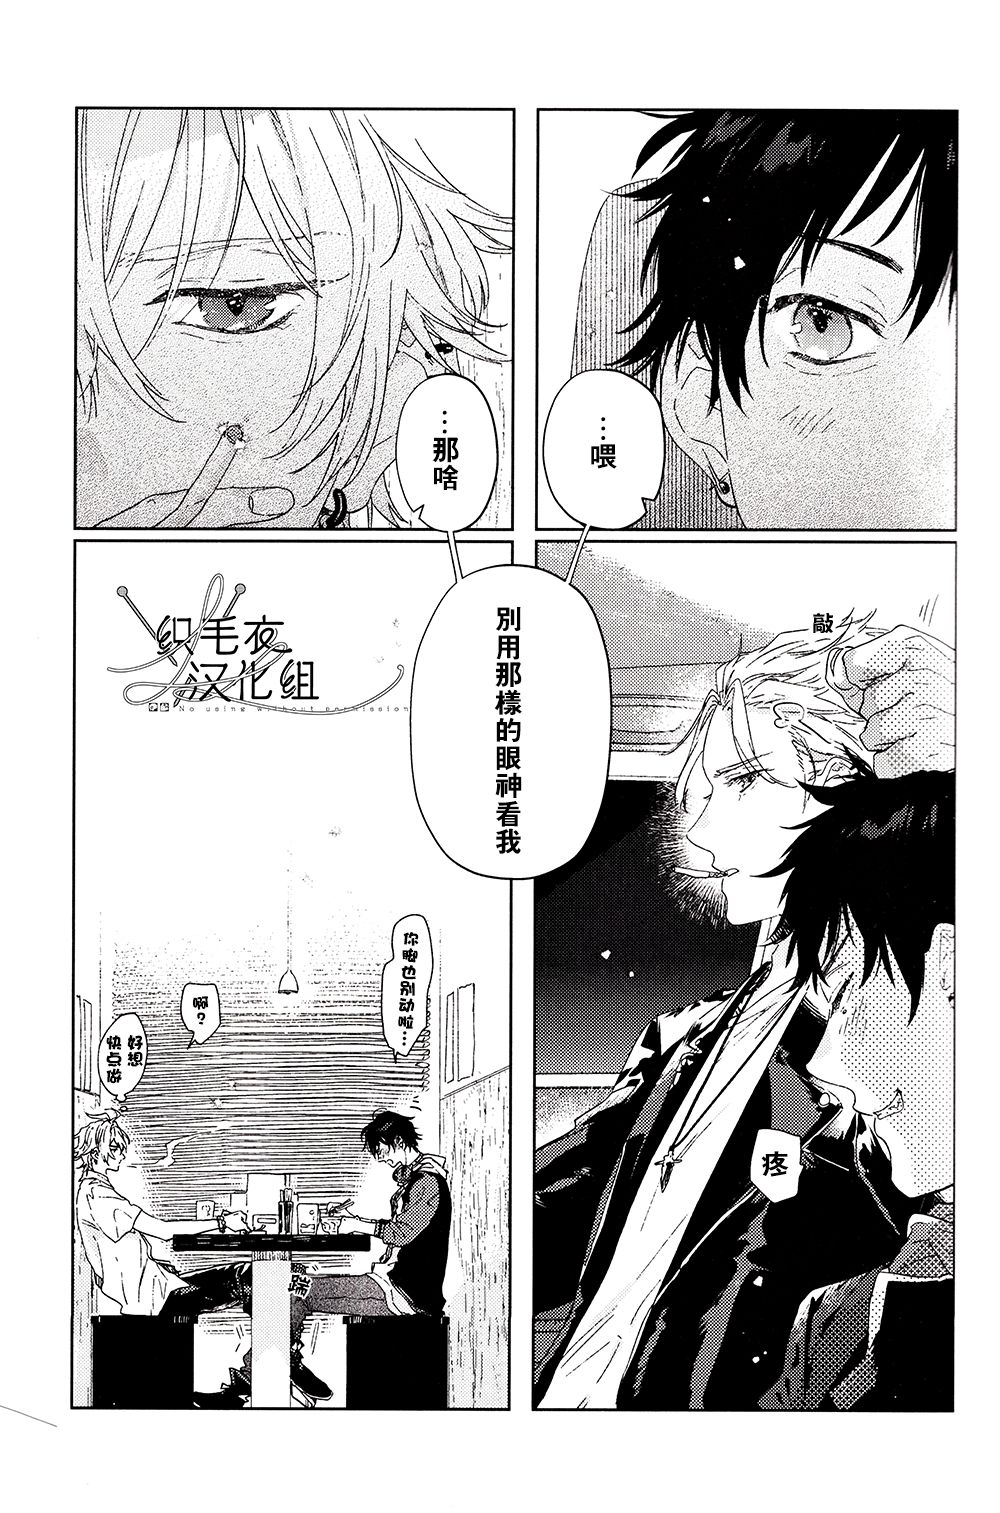 …喂
…那啥
別用那樣的眼神看我
敲
疼
织毛衣
汉化组
No using without permission
你脚也别动啦…
啊？
好想
快点做
踹